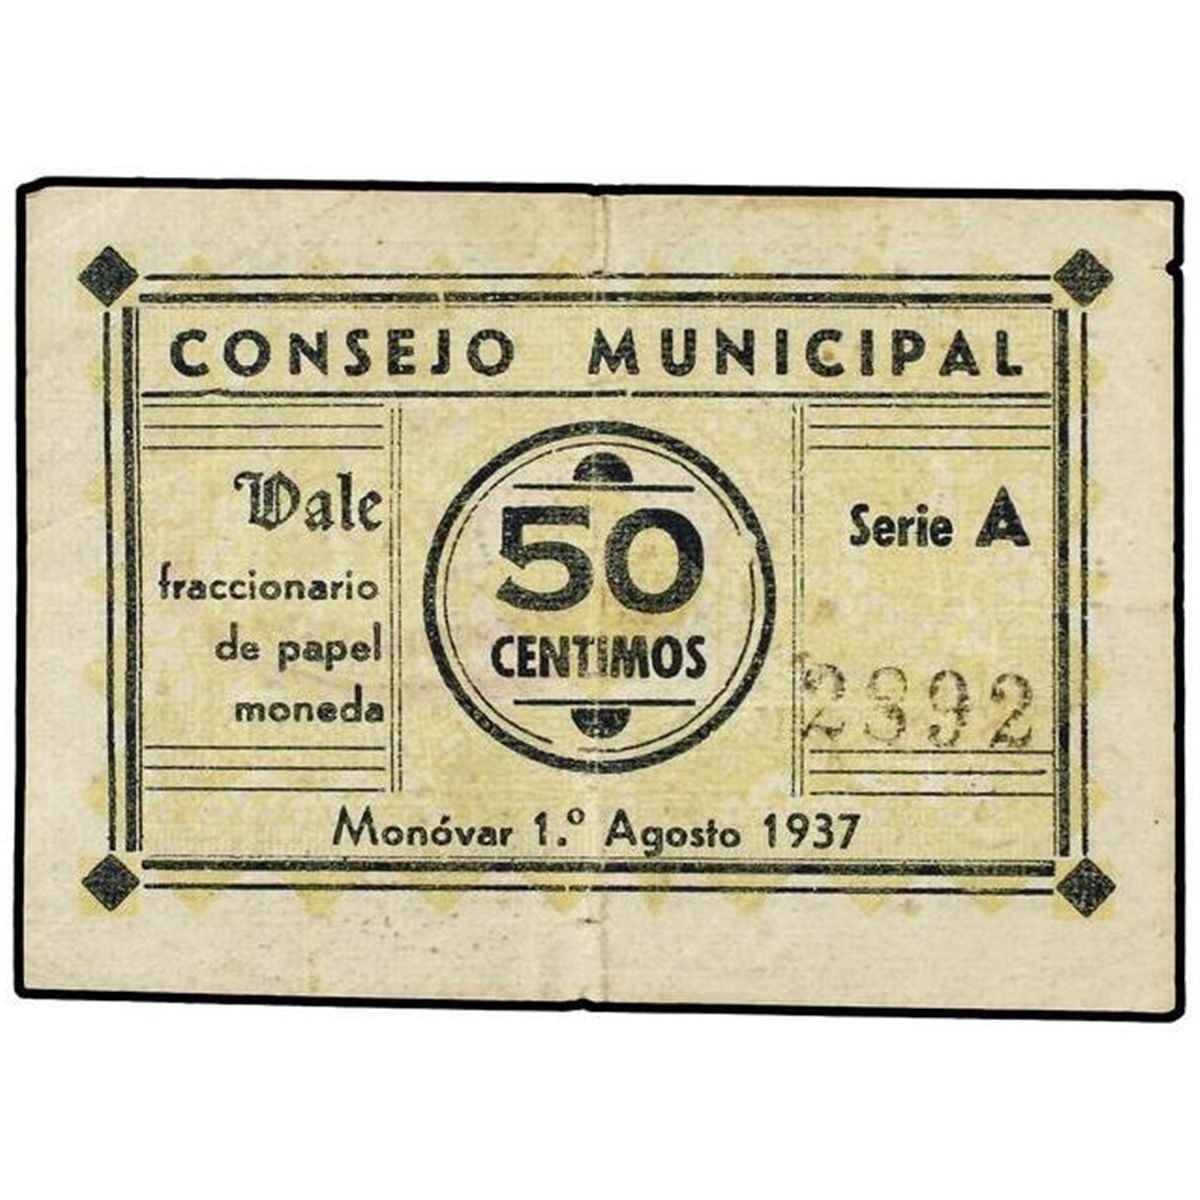 CONSEJO MUNICIPAL
Vale
fraccionario
de papel
moneda
50
CENTIMOS
Serie A
2892
Monóvar 1.º Agosto 1937